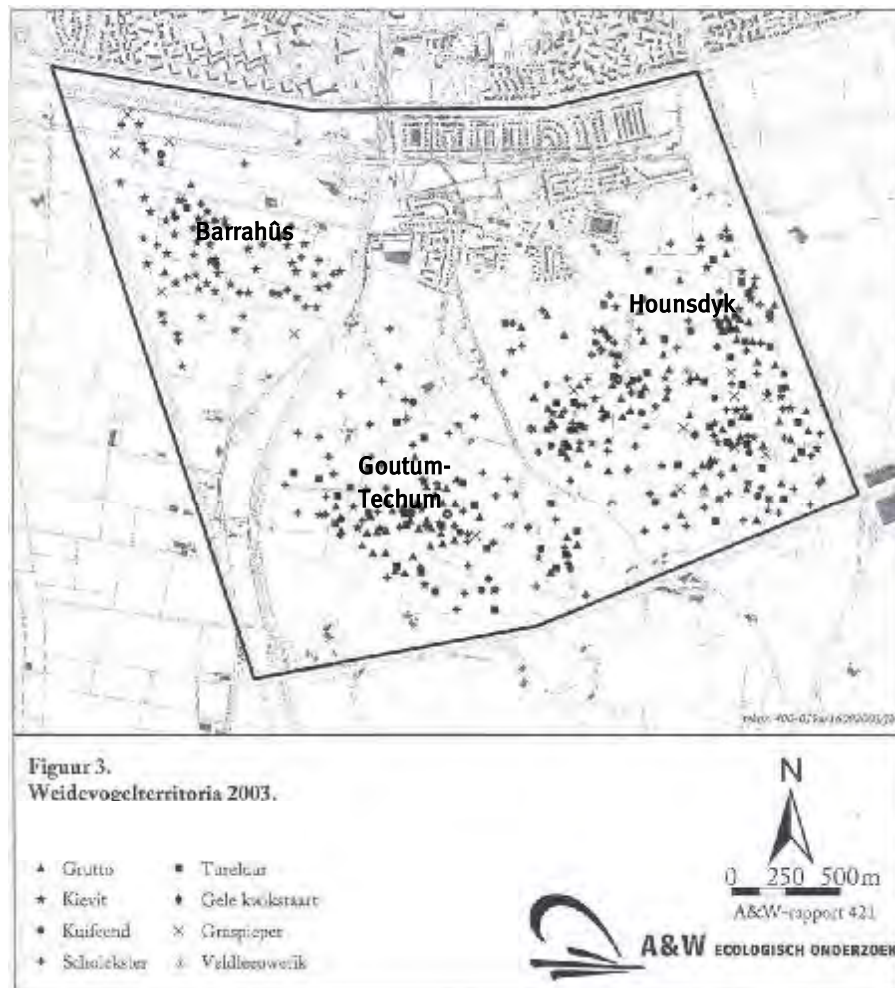 Barrahûs
Hounsdyk
Goutum-
Techum
Figuur 3.
Weidevogelterritoria 2003.
N
Grutto
Tureluur
Kievit
Gele kwikstaart
Kuifeend
Graspieper
Scholekster
Veldleeuwerik
0 250 500m
A&W-rapport 421
A&W ECOLOGISCH ONDERZOEK